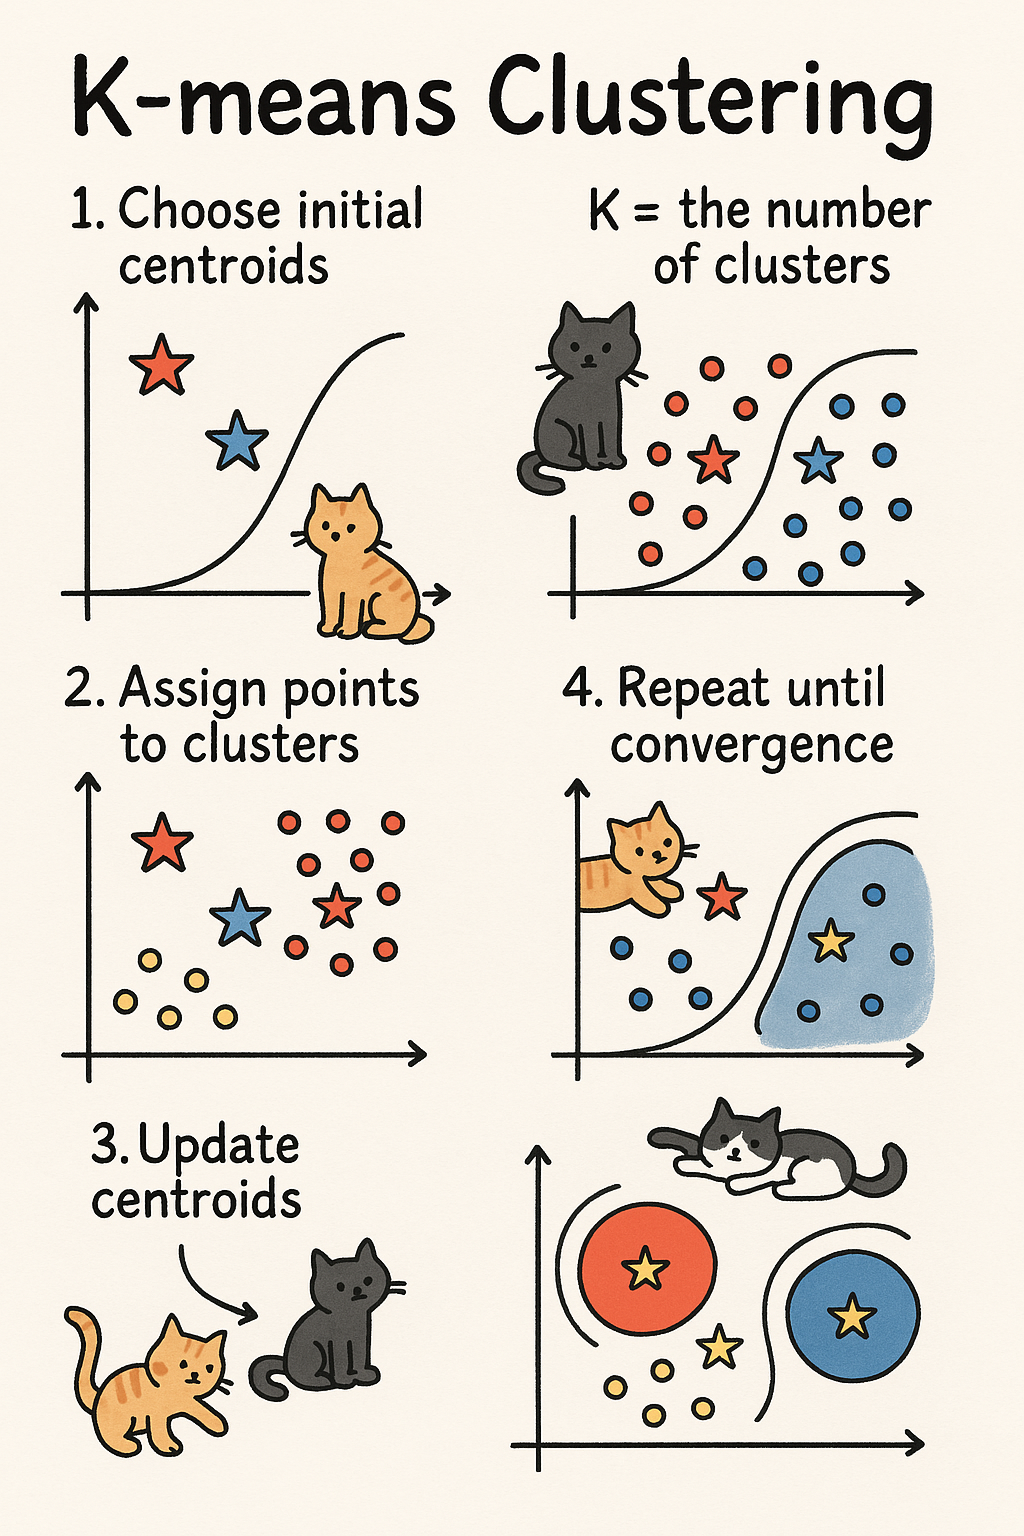 K-means Clustering
1. Choose initial
centroids
K = the number
of clusters
2. Assign points
to clusters
4. Repeat until
convergence
3. Update
centroids